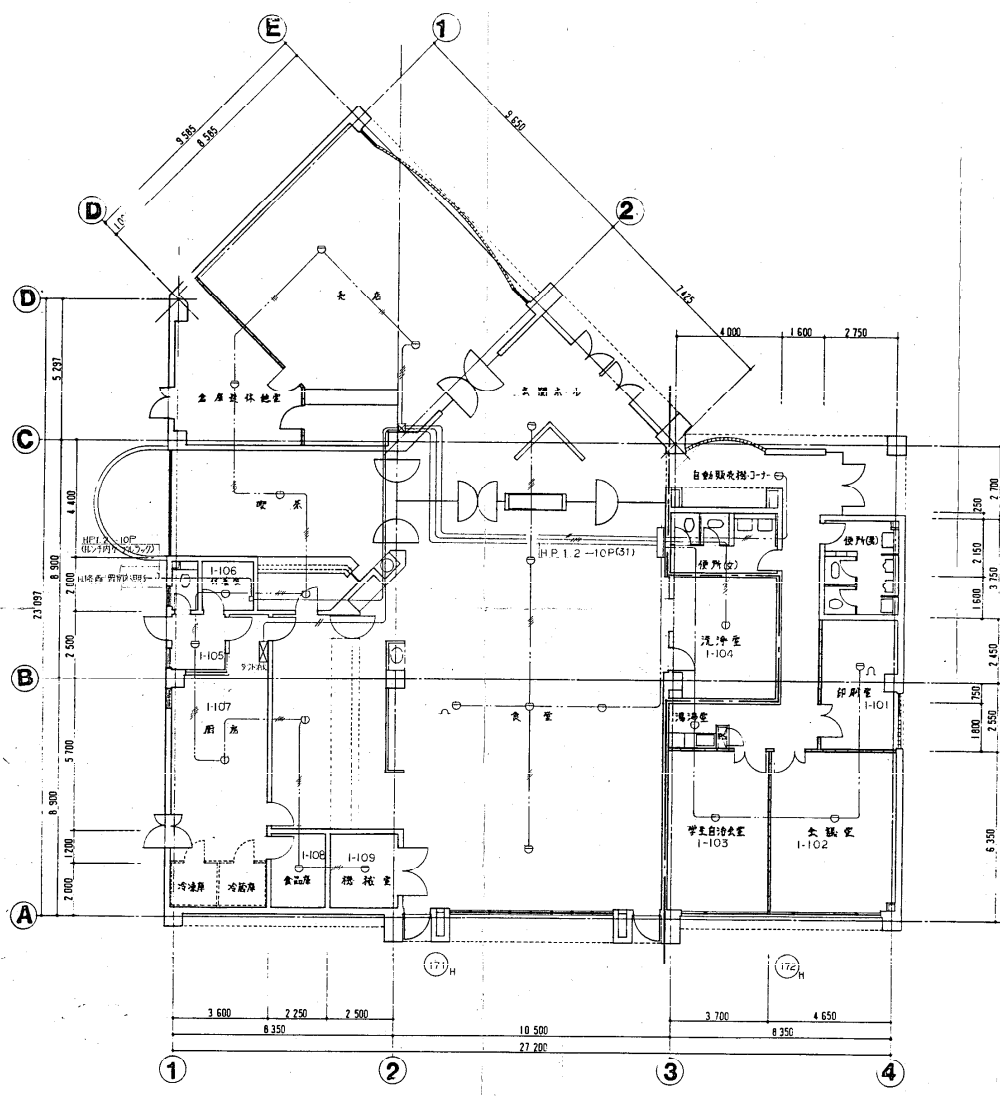 E
1
9 585
8 585
9 650
D
2
7 425
D
売店
4 000
1 600
2 750
5 297
倉庫兼休憩室
玄関ホール
C
自動販売機コーナー
2 700
250
4 400
喫茶
HP1.2-10P
H.P.1.2-10P(31)
便所(女)
便所(男)
2 150
3 750
1 600
8 900
2 000
1-106
23 097
2 500
1-105
洗浄室
1-104
2 450
B
1-107
厨房
食堂
印刷室
1-101
湯沸室
750
1 800
2 550
5 700
8 900
学生自治会室
1-103
会議室
1-102
6 350
1 200
2 000
1-108
1-109
冷凍庫
冷蔵庫
食品庫
機械室
A
171
H
172
H
3 600
2 250
2 500
3 700
4 650
8 350
10 500
8 350
27 200
1
2
3
4